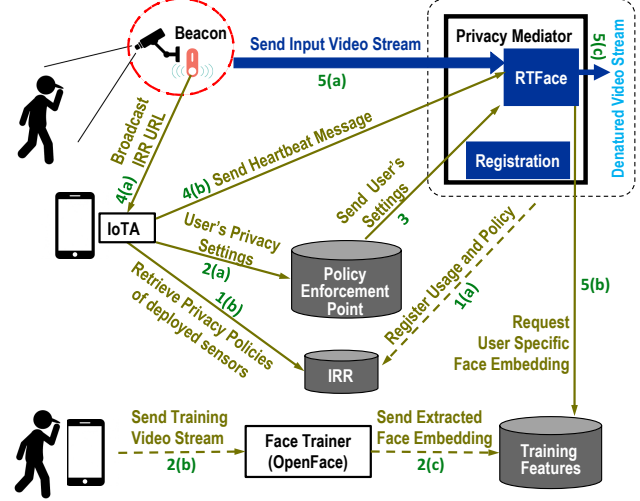 Beacon
Send Input Video Stream
5(a)
Privacy Mediator
RTFace
5(c)
Denatured Video Stream
Registration
Broadcast
IRR URL
4(a)
4(b) Send Heartbeat Message
Send User's
Settings
3
IoTA
User's Privacy
Settings
2(a)
Policy
Enforcement
Point
Retrieve Privacy Policies
of deployed sensors
1(b)
Register Usage and Policy
1(a)
IRR
5(b)
Request
User Specific
Face Embedding
Send Training
Video Stream
2(b)
Face Trainer
(OpenFace)
Send Extracted
Face Embedding
2(c)
Training
Features